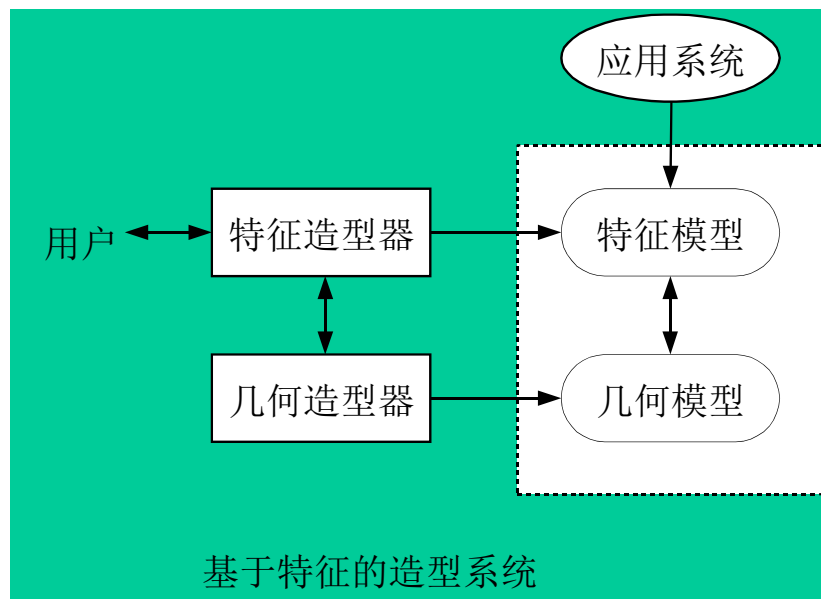 应用系统
用户
特征造型器
特征模型
几何造型器
几何模型
基于特征的造型系统